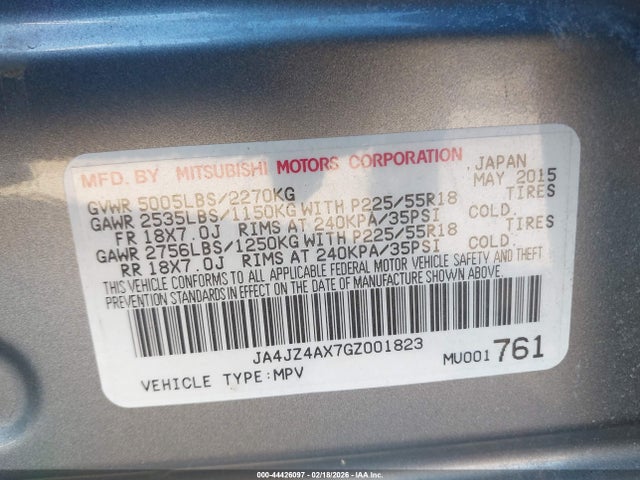 MFD. BY MITSUBISHI MOTORS CORPORATION JAPAN
GVWR 5005LBS/2270KG MAY 2015
GAWR 2535LBS/1150KG WITH P225/55R18 TIRES
FR 18X7.0J RIMS AT 240KPA/35PSI COLD.
GAWR 2756LBS/1250KG WITH P225/55R18 TIRES
RR 18X7.0J RIMS AT 240KPA/35PSI COLD.
THIS VEHICLE CONFORMS TO ALL APPLICABLE FEDERAL MOTOR VEHICLE SAFETY AND THEFT
PREVENTION STANDARDS IN EFFECT ON THE DATE OF MANUFACTURE SHOWN ABOVE.
JA4JZ4AX7GZ001823
VEHICLE TYPE:MPV MU001 761
000-44426097 - 02/18/2026 - © Copyright IAA, LLC